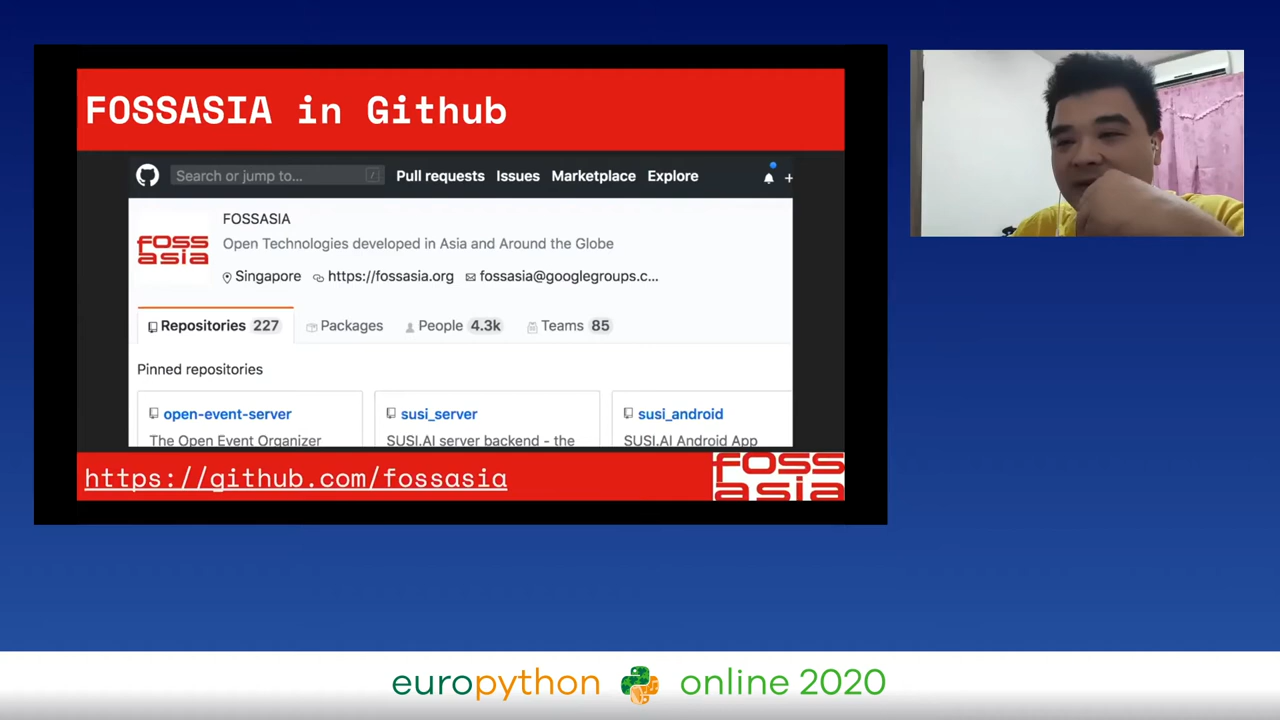 FOSSASIA in Github
Search or jump to... /
Pull requests Issues Marketplace Explore
FOSSASIA
foss
asia
Open Technologies developed in Asia and Around the Globe
Singapore https://fossasia.org fossasia@googlegroups.c...
Repositories 227 Packages People 4.3k Teams 85
Pinned repositories
open-event-server susi_server susi_android
The Open Event Organizer SUSI.AI server backend - the SUSI.AI Android App
https://github.com/fossasia
foss
asia
europython online 2020